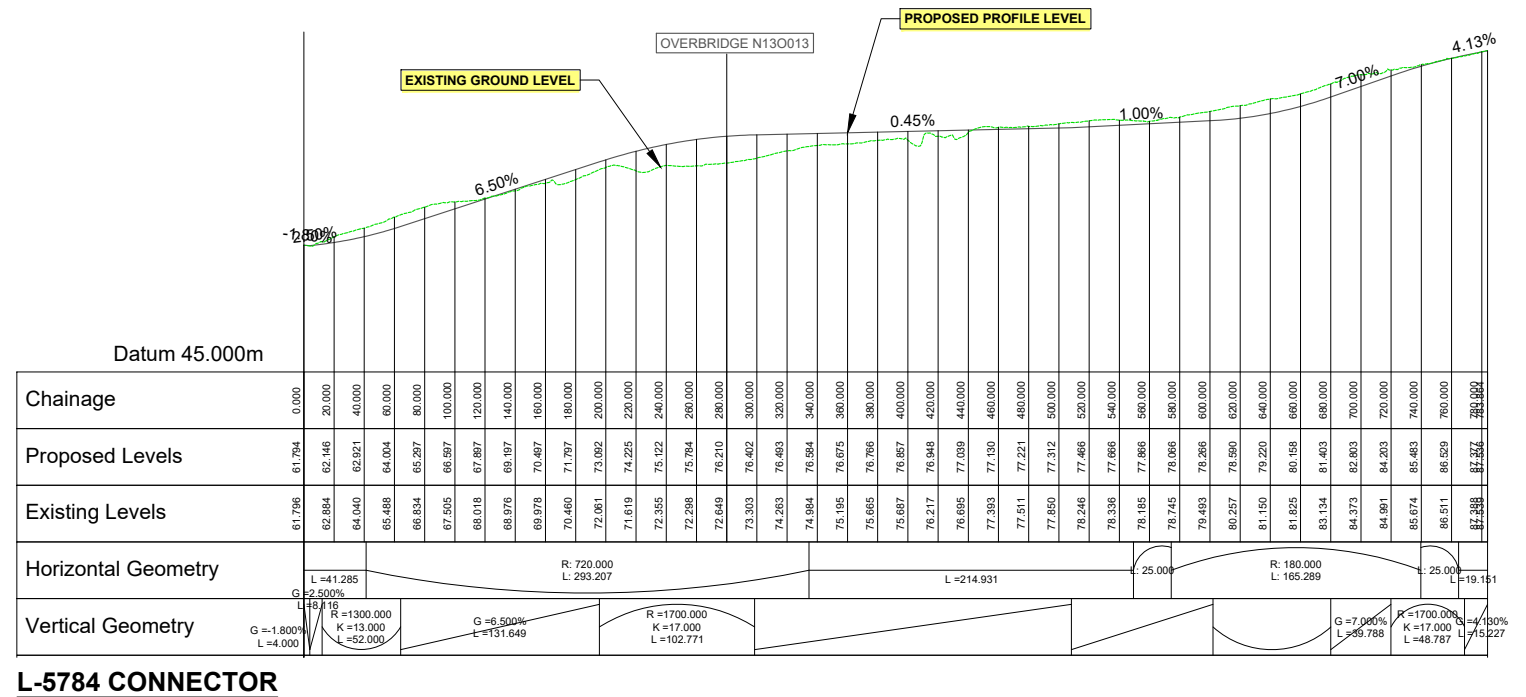 PROPOSED PROFILE LEVEL
OVERBRIDGE N13O013
4.13%
EXISTING GROUND LEVEL
7.00%
0.45%
1.00%
6.50%
-1.80%
2.50%
Datum 45.000m
Chainage 0.000 20.000 40.000 60.000 80.000 100.000 120.000 140.000 160.000 180.000 200.000 220.000 240.000 260.000 280.000 300.000 320.000 340.000 360.000 380.000 400.000 420.000 440.000 460.000 480.000 500.000 520.000 540.000 560.000 580.000 600.000 620.000 640.000 660.000 680.000 700.000 720.000 740.000 760.000 780.000
Proposed Levels 61.794 62.146 62.921 64.004 65.297 66.597 67.897 69.197 70.497 71.797 73.092 74.225 75.122 75.784 76.210 76.402 76.493 76.584 76.675 76.766 76.857 76.948 77.039 77.130 77.221 77.312 77.466 77.666 77.866 78.066 78.266 78.590 79.220 80.158 81.403 82.803 84.203 85.483 86.529 87.377
Existing Levels 61.796 62.884 64.040 65.488 66.834 67.505 68.018 68.976 69.978 70.460 72.061 71.619 72.355 72.298 72.649 73.303 74.263 74.984 75.195 75.665 75.687 76.217 76.695 77.393 77.511 77.850 78.246 78.336 78.185 78.745 79.493 80.257 81.150 81.825 83.134 84.373 84.991 85.674 86.511 87.388
Horizontal Geometry
L =41.285
R: 720.000
L: 293.207
L =214.931
L: 25.000
R: 180.000
L: 165.289
L: 25.000
L =19.151
Vertical Geometry
G =-1.800%
L =4.000
G =2.500%
L =8.116
R =1300.000
K =13.000
L =52.000
G =6.500%
L =131.649
R =1700.000
K =17.000
L =102.771
G =7.000%
L =39.788
R =1700.000
K =17.000
L =48.787
G =4.130%
L =15.227
L-5784 CONNECTOR